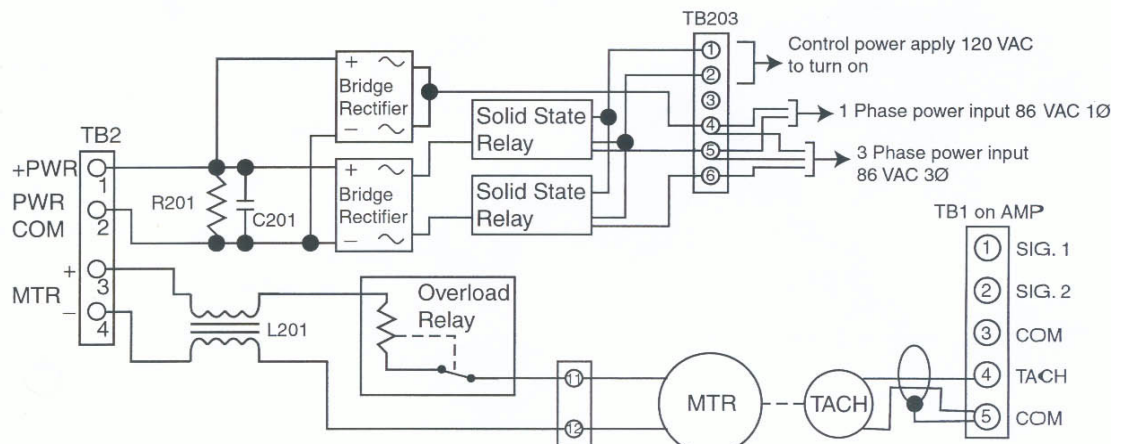 TB203
1
2
3
4
5
6
Control power apply 120 VAC
to turn on
1 Phase power input 86 VAC 1Ø
3 Phase power input
86 VAC 3Ø
+ ~
Bridge
Rectifier
– ~
Solid State
Relay
+ ~
Bridge
Rectifier
– ~
Solid State
Relay
TB2
+PWR
1
PWR
COM
2
+
3
MTR
–
4
R201
C201
L201
Overload
Relay
11
12
MTR
TACH
TB1 on AMP
1 SIG. 1
2 SIG. 2
3 COM
4 TACH
5 COM